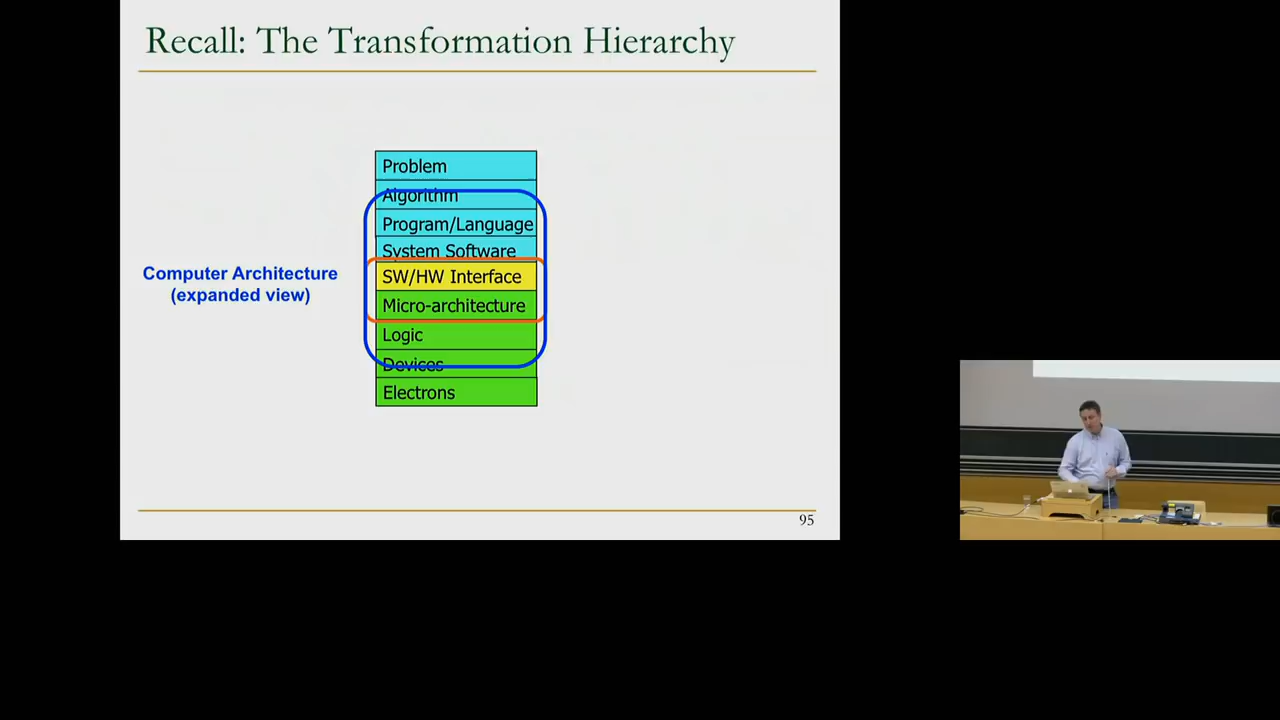 Recall: The Transformation Hierarchy
Problem
Algorithm
Program/Language
System Software
SW/HW Interface
Micro-architecture
Logic
Devices
Electrons
Computer Architecture
(expanded view)
95